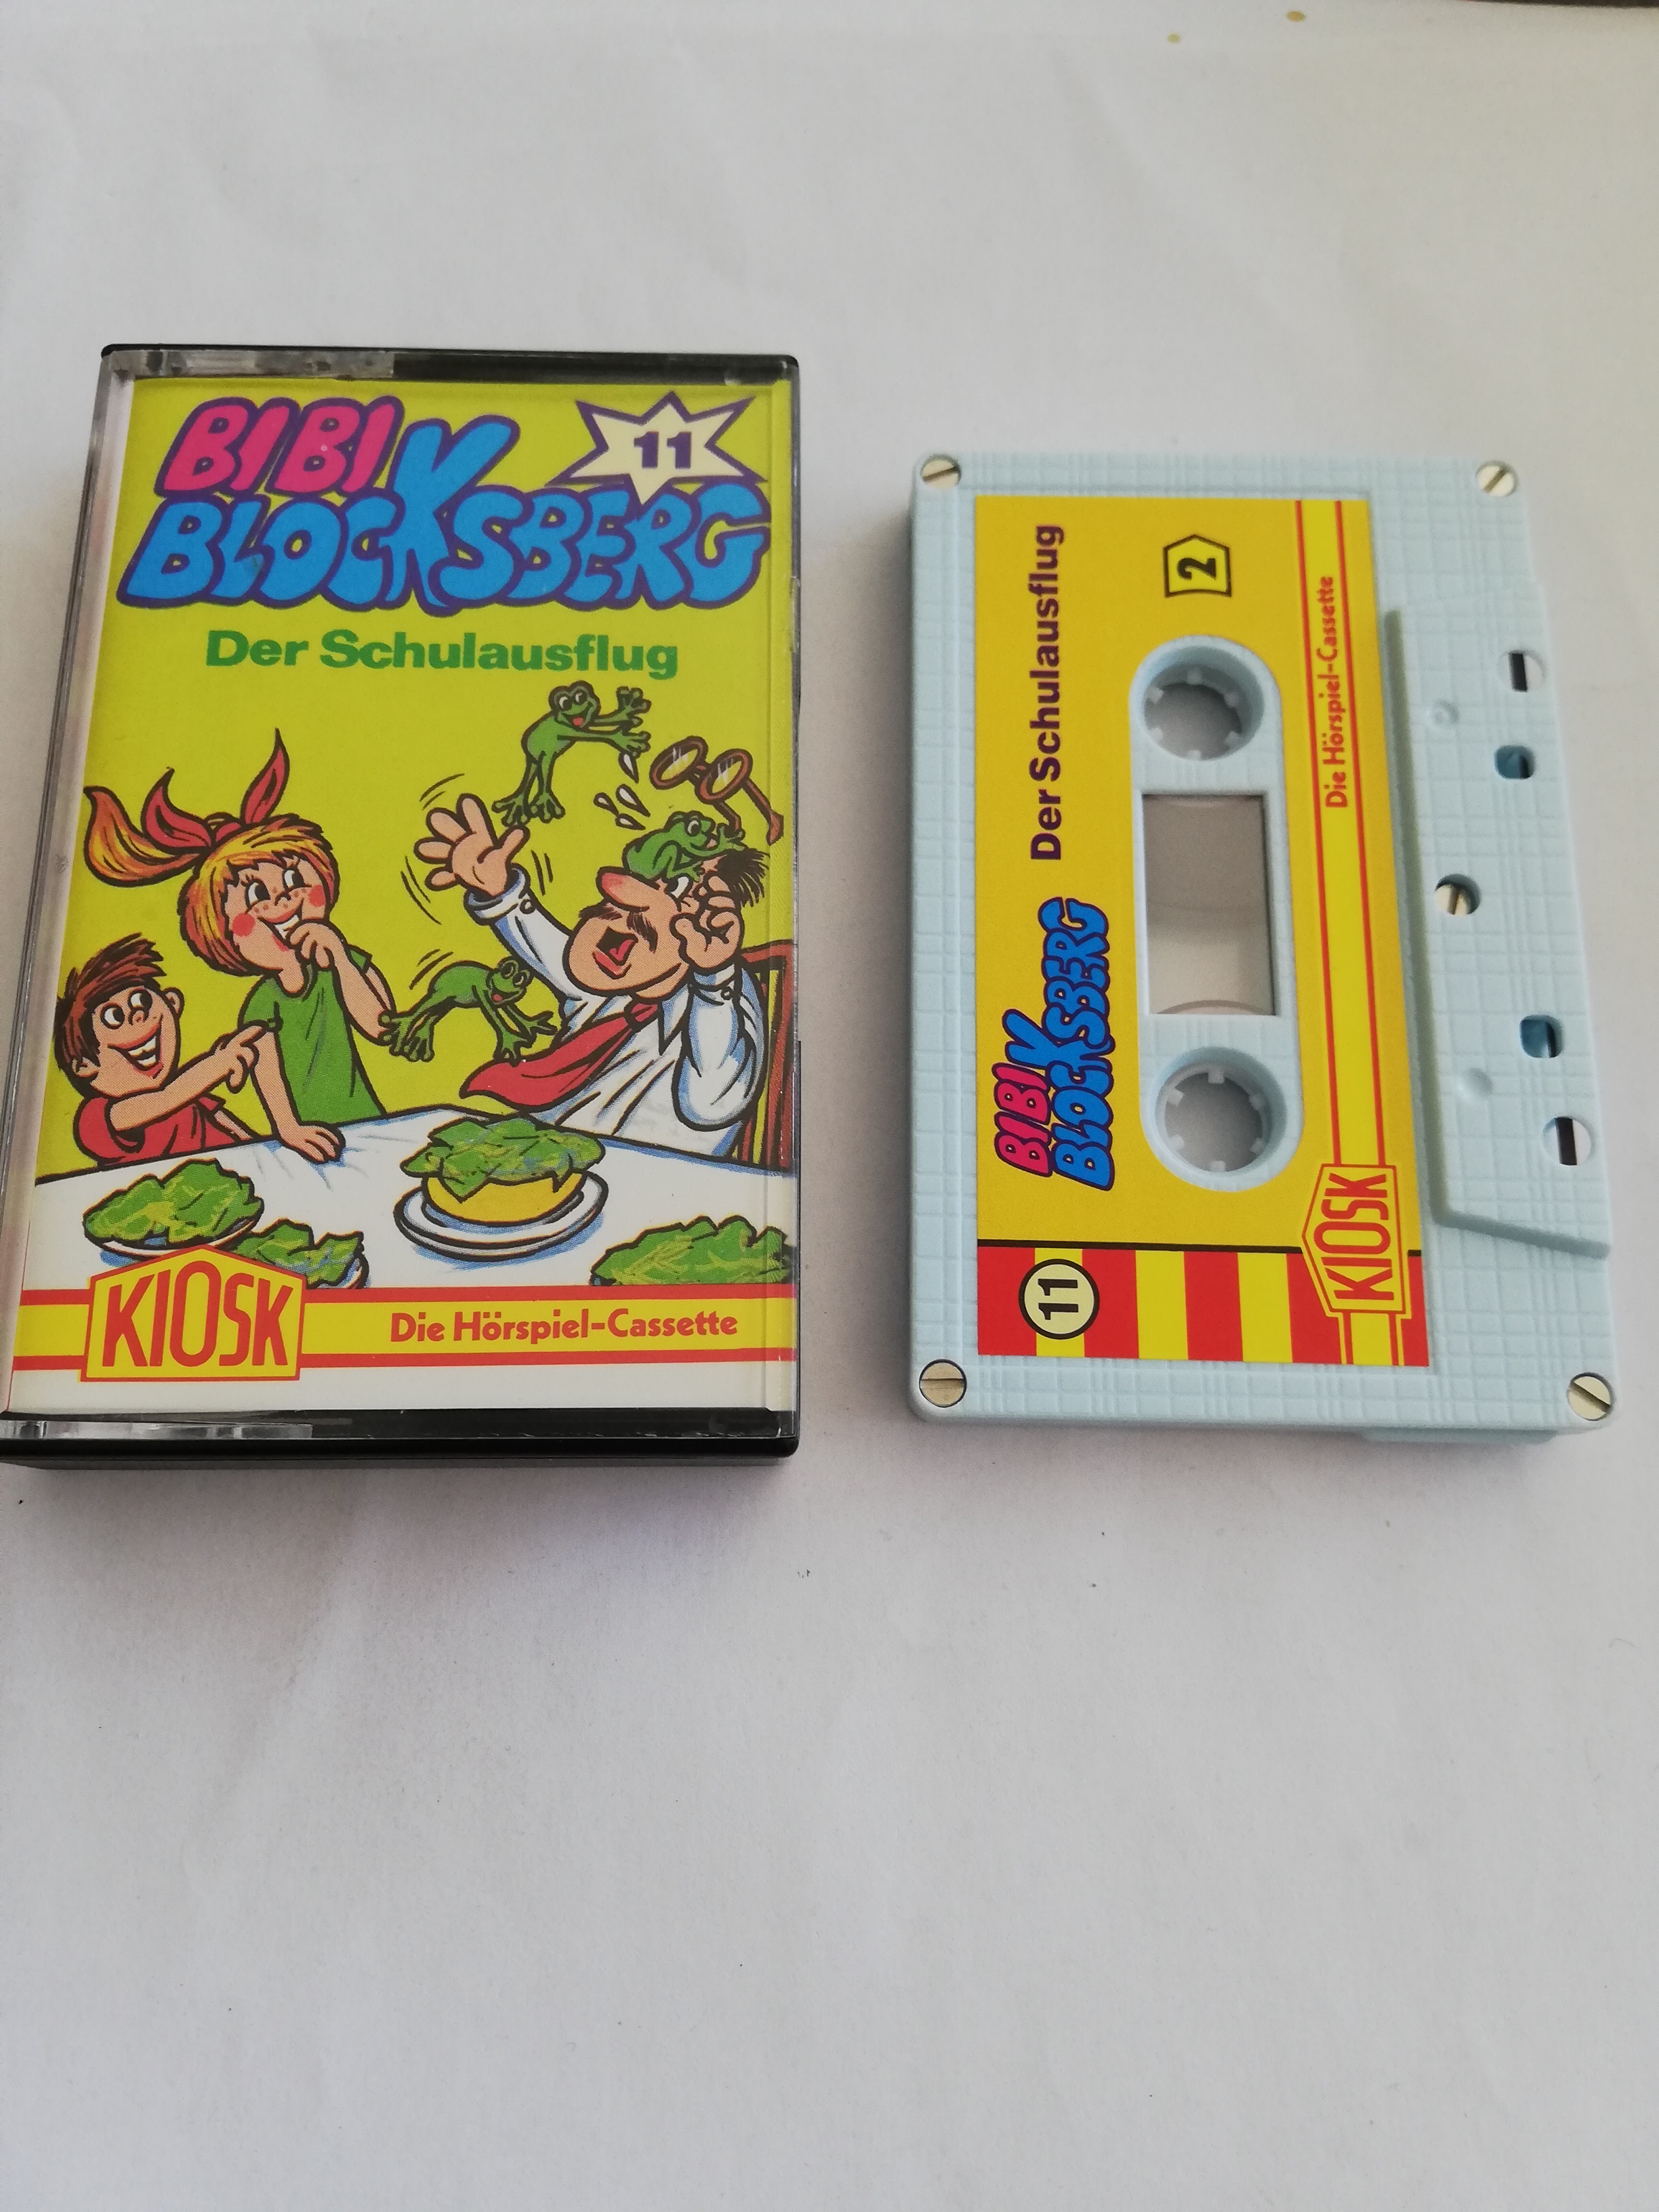 BIBI
BLOCKSBERG
11
Der Schulausflug
KIOSK
Die Hörspiel-Cassette
BIBI
BLOCKSBERG
Der Schulausflug
2
11
KIOSK
Die Hörspiel-Cassette